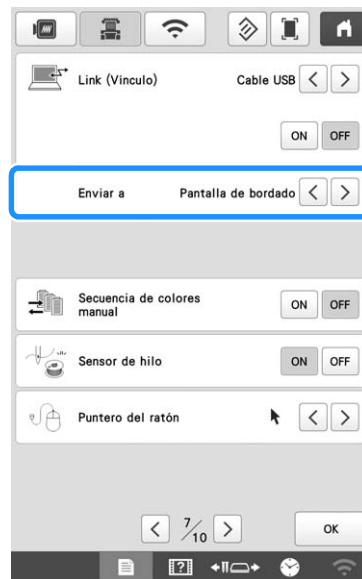 Link (Vinculo) Cable USB < >
ON OFF
Enviar a Pantalla de bordado < >
Secuencia de colores
manual ON OFF
Sensor de hilo ON OFF
Puntero del ratón < >
< 7/10 > OK